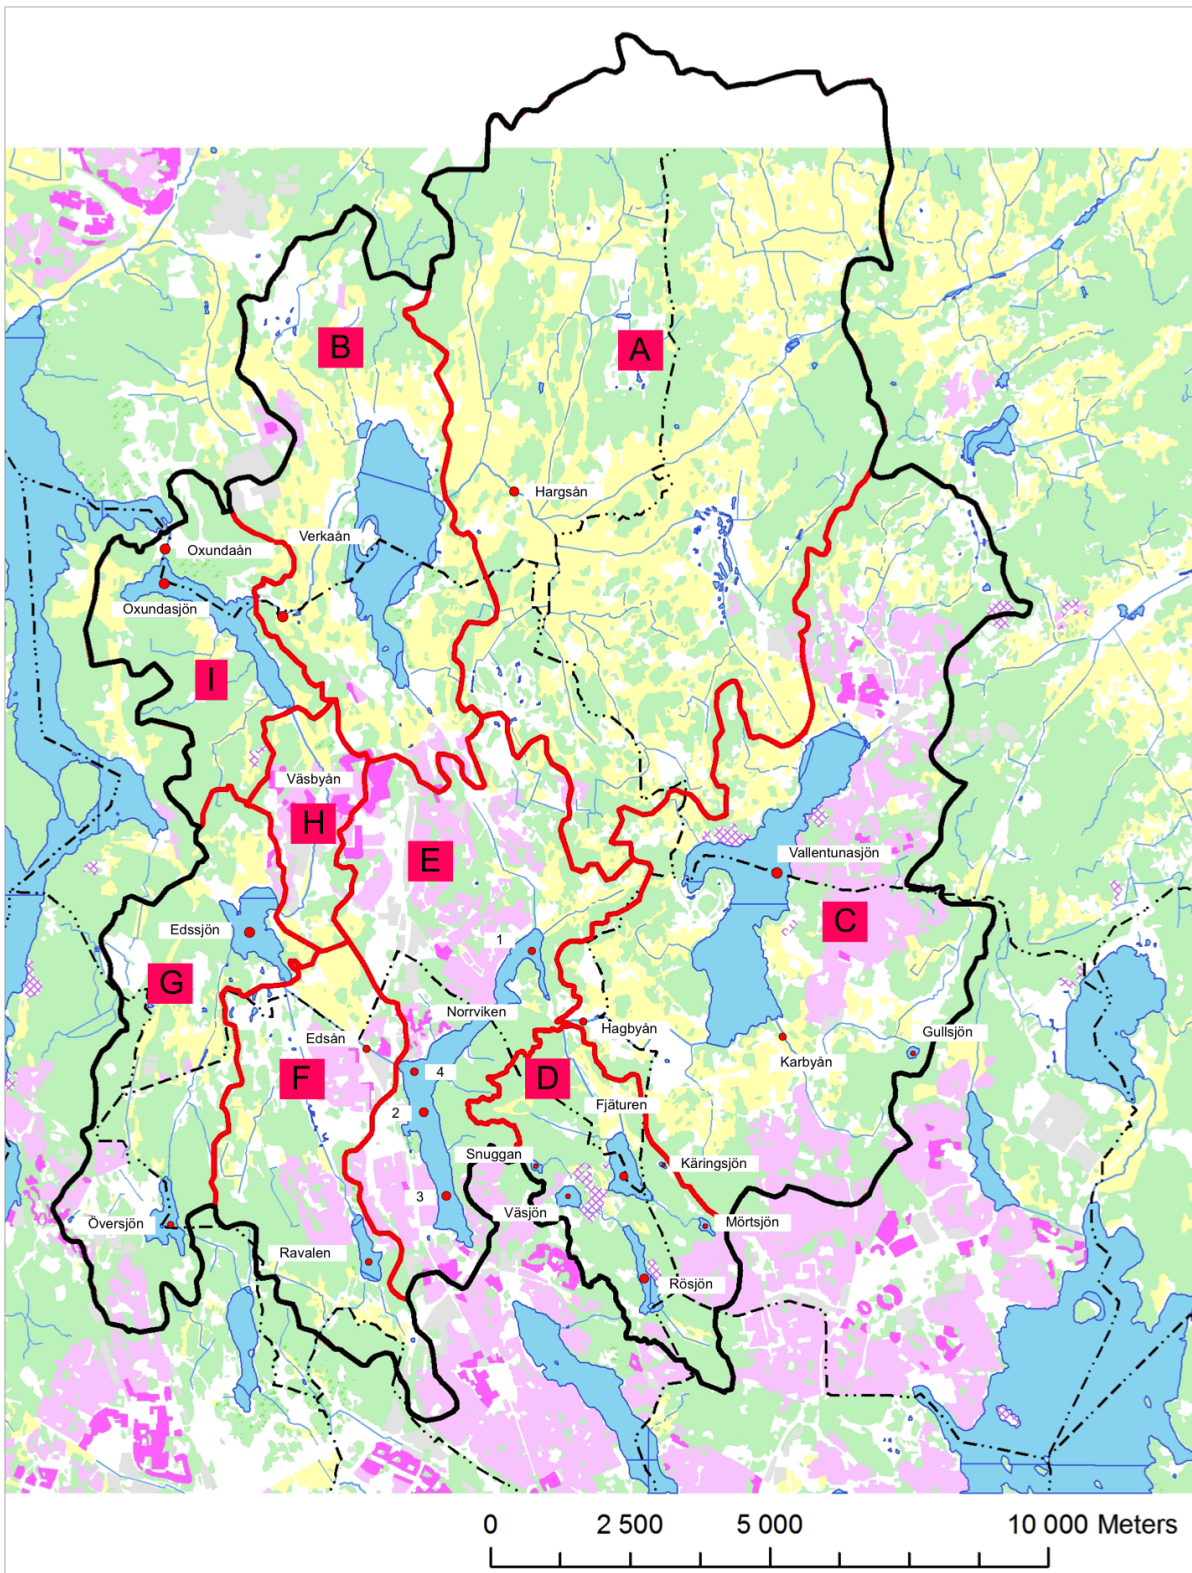 B
A
Hargsån
Verkaån
Oxundaån
Oxundasjön
I
Väsbyån
H
E
Vallentunasjön
C
Edssjön
1
G
Norrviken
Hagbyån
Edsån
Gullsjön
Karbyån
F
4
D
2
Fjäturen
Snuggan
Käringsjön
3
Väsjön
Mörtsjön
Översjön
Ravalen
Rösjön
0 2 500 5 000 10 000 Meters